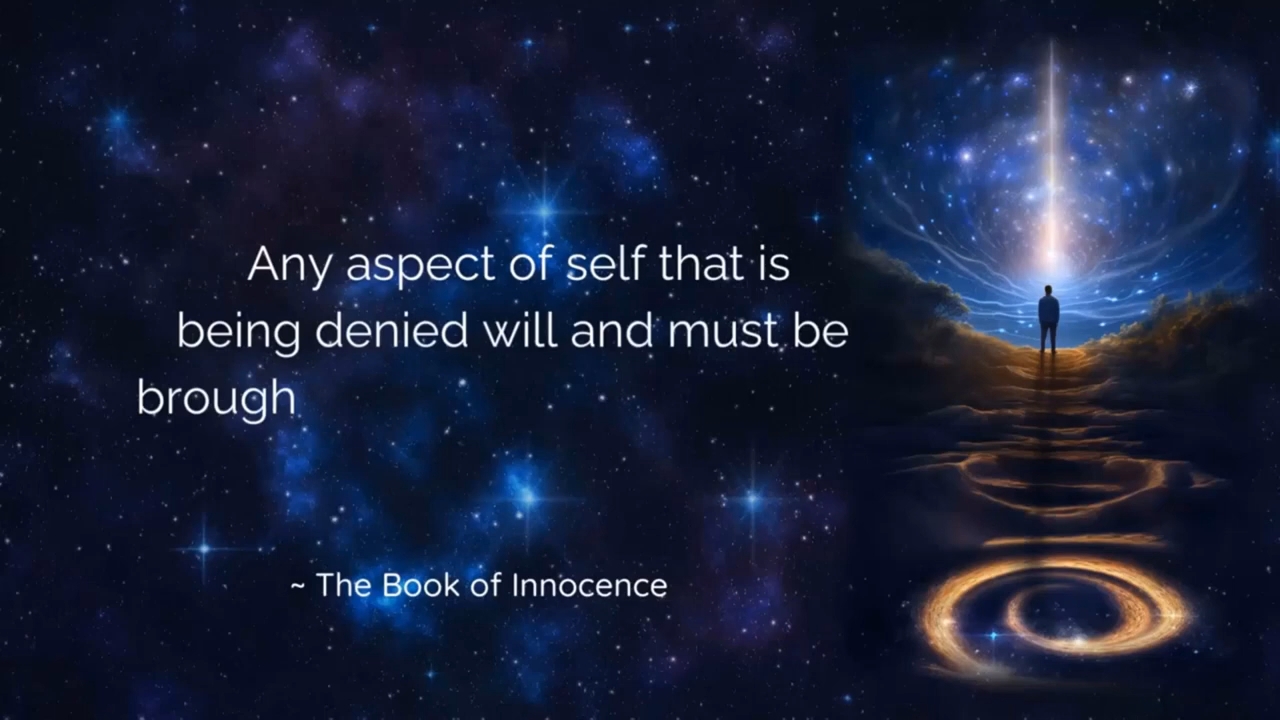 Any aspect of self that is
being denied will and must be
brough
~ The Book of Innocence